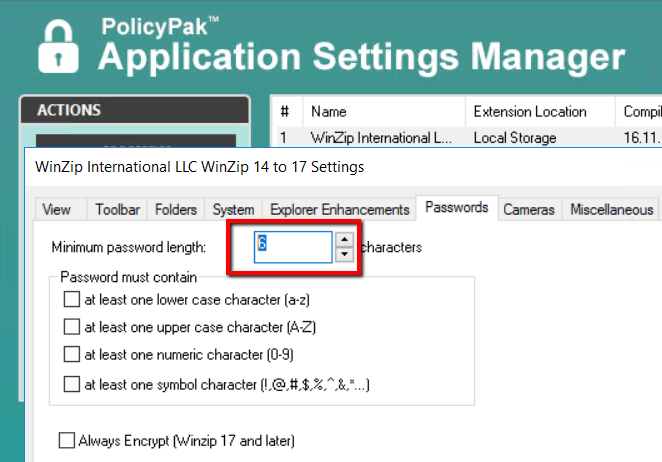 PolicyPak™
Application Settings Manager
ACTIONS
# Name Extension Location Compil
1 WinZip International L... Local Storage 16.11.
WinZip International LLC WinZip 14 to 17 Settings
View Toolbar Folders System Explorer Enhancements Passwords Cameras Miscellaneous
Minimum password length: 6 characters
Password must contain
at least one lower case character (a-z)
at least one upper case character (A-Z)
at least one numeric character (0-9)
at least one symbol character (!,@,#,$,%,^,&,*...)
Always Encrypt (Winzip 17 and later)